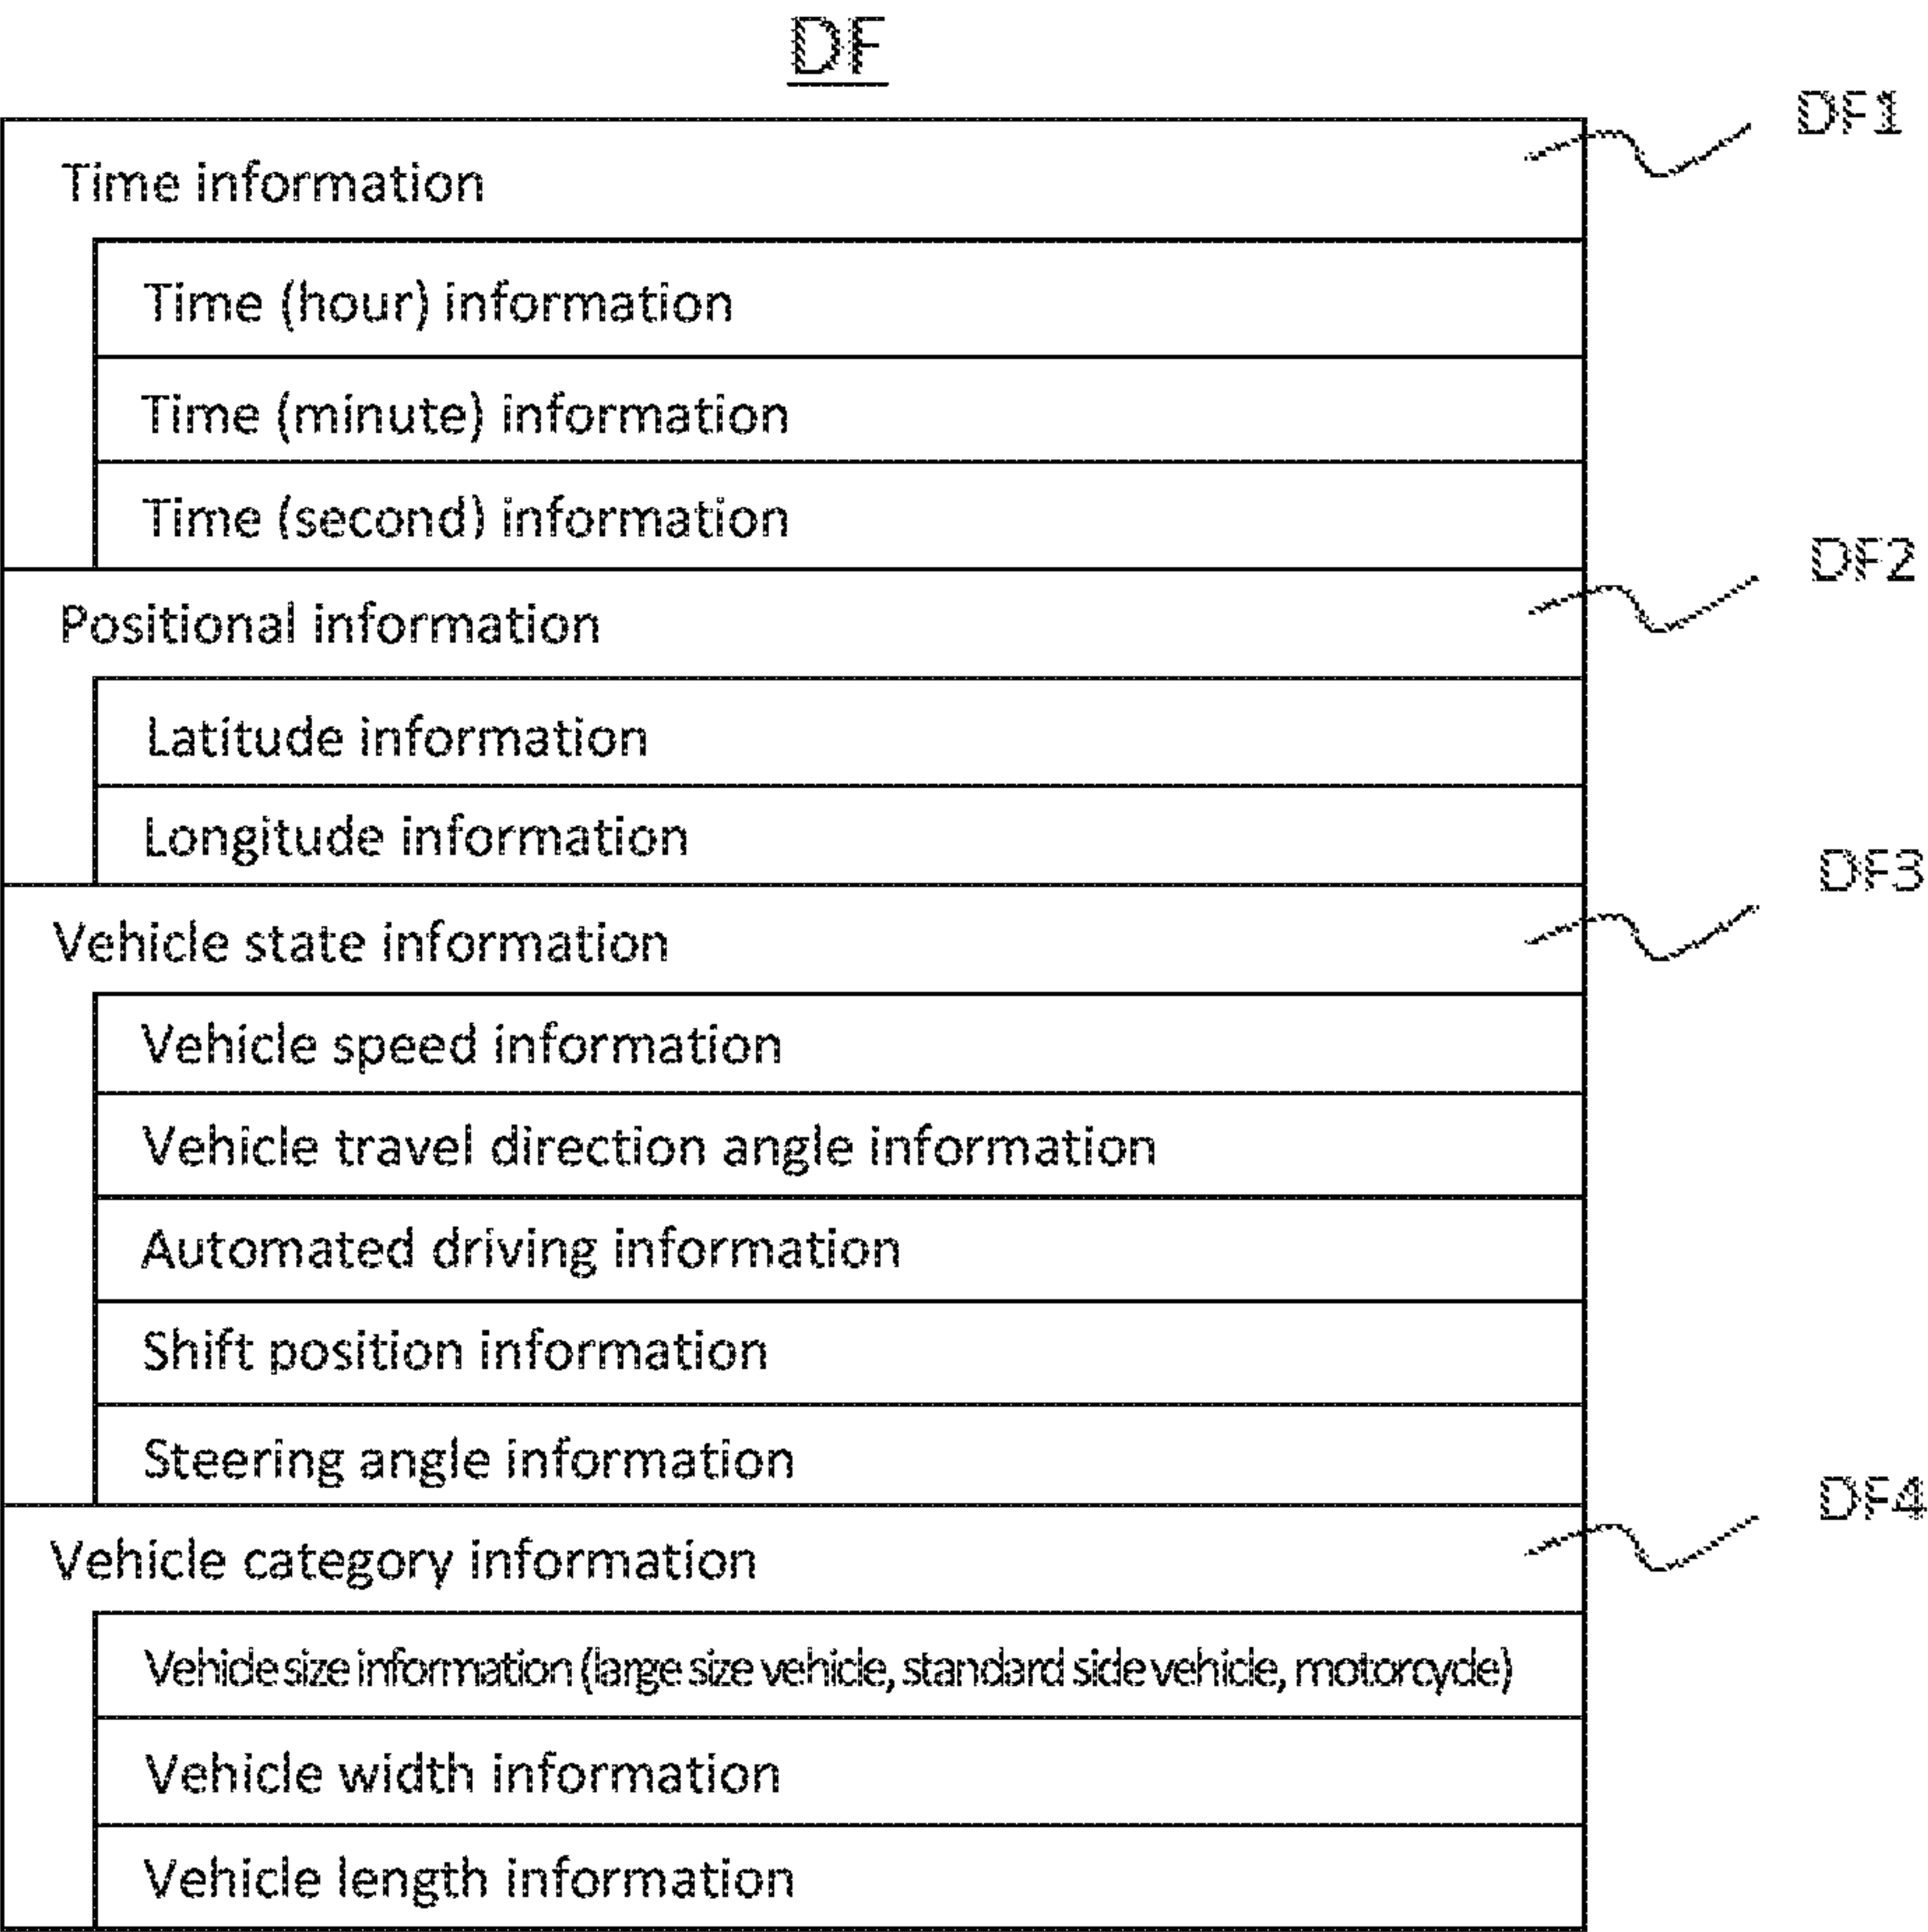 DF
DF1
Time information
Time (hour) information
Time (minute) information
Time (second) information
DF2
Positional information
Latitude information
Longitude information
DF3
Vehicle state information
Vehicle speed information
Vehicle travel direction angle information
Automated driving information
Shift position information
Steering angle information
DF4
Vehicle category information
Vehicle size information (large size vehicle, standard side vehicle, motorcycle)
Vehicle width information
Vehicle length information